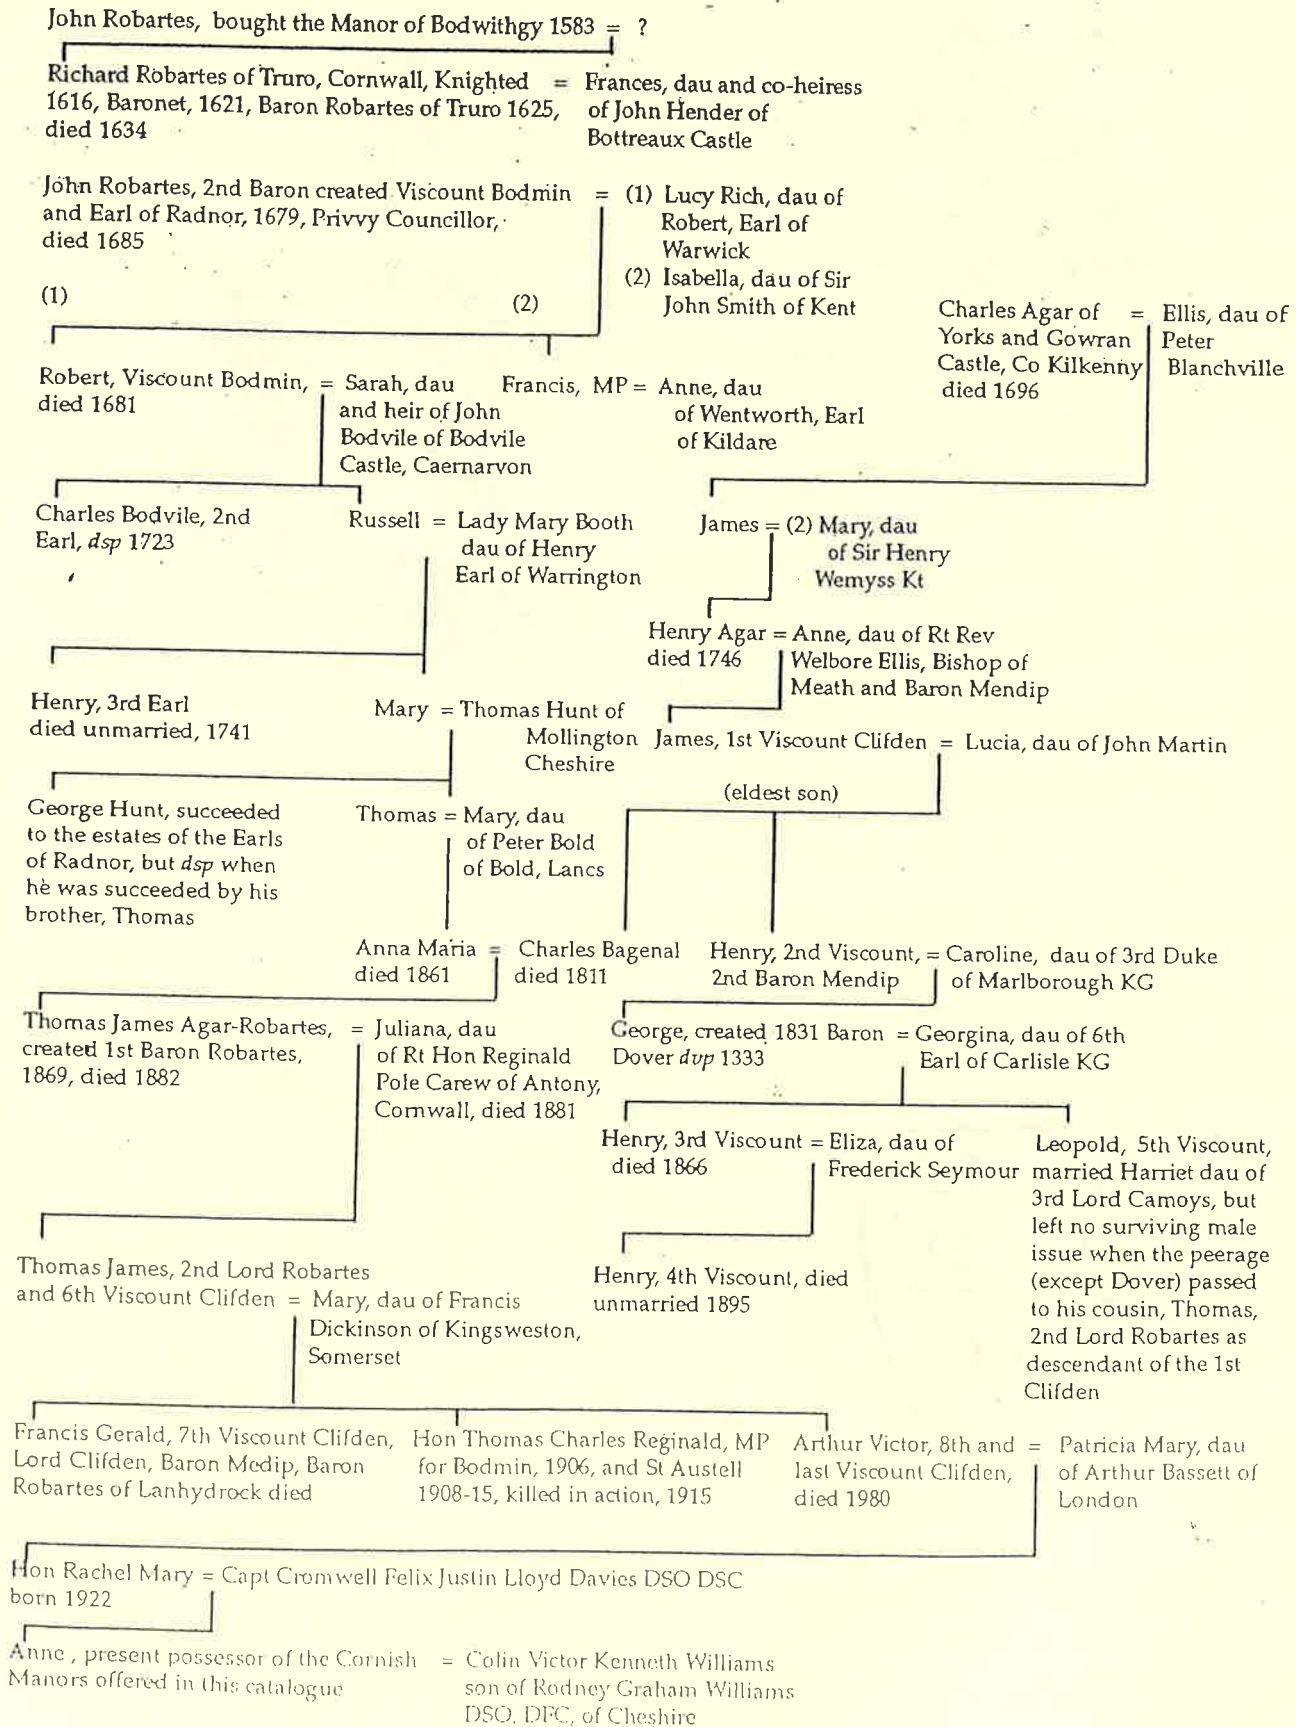 John Robartes, bought the Manor of Bodwithgy 1583 = ?
Richard Robartes of Truro, Cornwall, Knighted = Frances, dau and co-heiress
1616, Baronet, 1621, Baron Robartes of Truro 1625, of John Hender of
died 1634 Bottreaux Castle
John Robartes, 2nd Baron created Viscount Bodmin = (1) Lucy Rich, dau of
and Earl of Radnor, 1679, Privvy Councillor, Robert, Earl of
died 1685 Warwick
(2) Isabella, dau of Sir
John Smith of Kent
(1) (2)
Charles Agar of = Ellis, dau of
Yorks and Gowran Peter
Castle, Co Kilkenny Blanchville
died 1696
Robert, Viscount Bodmin, = Sarah, dau
died 1681 and heir of John
Bodvile of Bodvile
Castle, Caernarvon
Francis, MP = Anne, dau
of Wentworth, Earl
of Kildare
Charles Bodvile, 2nd
Earl, dsp 1723
Russell = Lady Mary Booth
dau of Henry
Earl of Warrington
James = (2) Mary, dau
of Sir Henry
Wemyss Kt
Henry Agar = Anne, dau of Rt Rev
died 1746 Welbore Ellis, Bishop of
Meath and Baron Mendip
Henry, 3rd Earl
died unmarried, 1741
Mary = Thomas Hunt of
Mollington
Cheshire
James, 1st Viscount Clifden = Lucia, dau of John Martin
(eldest son)
George Hunt, succeeded
to the estates of the Earls
of Radnor, but dsp when
he was succeeded by his
brother, Thomas
Thomas = Mary, dau
of Peter Bold
of Bold, Lancs
Anna Maria = Charles Bagenal
died 1861 died 1811
Henry, 2nd Viscount, = Caroline, dau of 3rd Duke
2nd Baron Mendip of Marlborough KG
Thomas James Agar-Robartes, = Juliana, dau
created 1st Baron Robartes, of Rt Hon Reginald
1869, died 1882 Pole Carew of Antony,
Cornwall, died 1881
George, created 1831 Baron = Georgina, dau of 6th
Dover dvp 1333 Earl of Carlisle KG
Henry, 3rd Viscount = Eliza, dau of
died 1866 Frederick Seymour
Leopold, 5th Viscount,
married Harriet dau of
3rd Lord Camoys, but
left no surviving male
issue when the peerage
(except Dover) passed
to his cousin, Thomas,
2nd Lord Robartes as
descendant of the 1st
Clifden
Henry, 4th Viscount, died
unmarried 1895
Thomas James, 2nd Lord Robartes
and 6th Viscount Clifden = Mary, dau of Francis
Dickinson of Kingsweston,
Somerset
Francis Gerald, 7th Viscount Clifden,
Lord Clifden, Baron Medip, Baron
Robartes of Lanhydrock died
Hon Thomas Charles Reginald, MP
for Bodmin, 1906, and St Austell
1908-15, killed in action, 1915
Arthur Victor, 8th and = Patricia Mary, dau
last Viscount Clifden, of Arthur Bassett of
died 1980 London
Hon Rachel Mary = Capt Cromwell Felix Justin Lloyd Davies DSO DSC
born 1922
Anne, present possessor of the Cornish = Colin Victor Kenneth Williams
Manors offered in this catalogue son of Rodney Graham Williams
DSO, DFC, of Cheshire